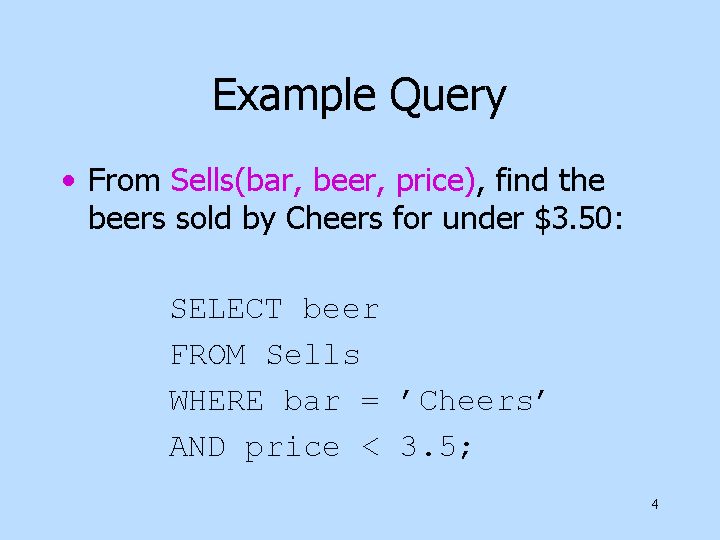 Example Query
• From Sells(bar, beer, price), find the
beers sold by Cheers for under $3.50:
SELECT beer
FROM Sells
WHERE bar = ’Cheers’
AND price < 3.5;
4